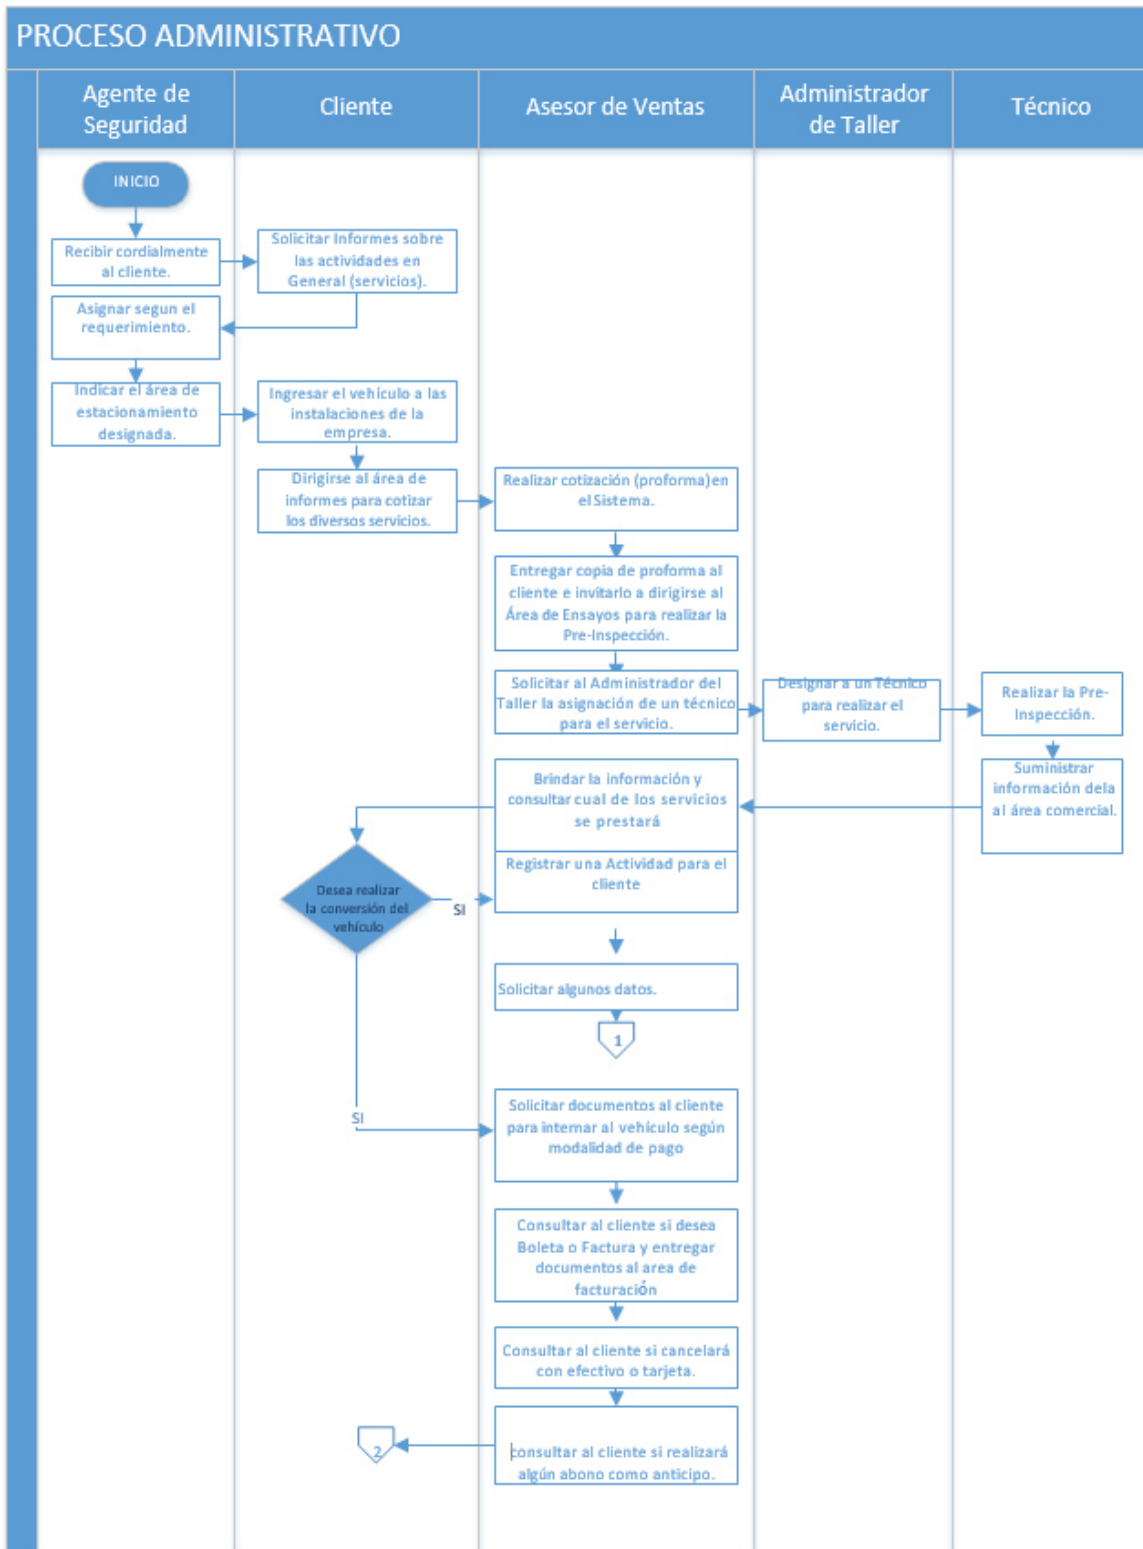 PROCESO ADMINISTRATIVO
Agente de
Seguridad
Cliente
Asesor de Ventas
Administrador
de Taller
Técnico
INICIO
Recibir cordialmente
al cliente.
Solicitar Informes sobre
las actividades en
General (servicios).
Asignar segun el
requerimiento.
Indicar el área de
estacionamiento
designada.
Ingresar el vehículo a las
instalaciones de la
empresa.
Dirigirse al área de
informes para cotizar
los diversos servicios.
Realizar cotización (proforma)en
el Sistema.
Entregar copia de proforma al
cliente e invitarlo a dirigirse al
Área de Ensayos para realizar la
Pre-Inspección.
Solicitar al Administrador del
Taller la asignación de un técnico
para el servicio.
Designar a un Técnico
para realizar el
servicio.
Realizar la Pre-
Inspección.
Suministrar
información dela
al área comercial.
Brindar la información y
consultar cual de los servicios
se prestará
Registrar una Actividad para el
cliente
Desea realizar
la conversión del
vehículo
SI
Solicitar algunos datos.
1
SI
Solicitar documentos al cliente
para internar al vehículo según
modalidad de pago
Consultar al cliente si desea
Boleta o Factura y entregar
documentos al area de
facturación
Consultar al cliente si cancelará
con efectivo o tarjeta.
2
consultar al cliente si realizará
algún abono como anticipo.